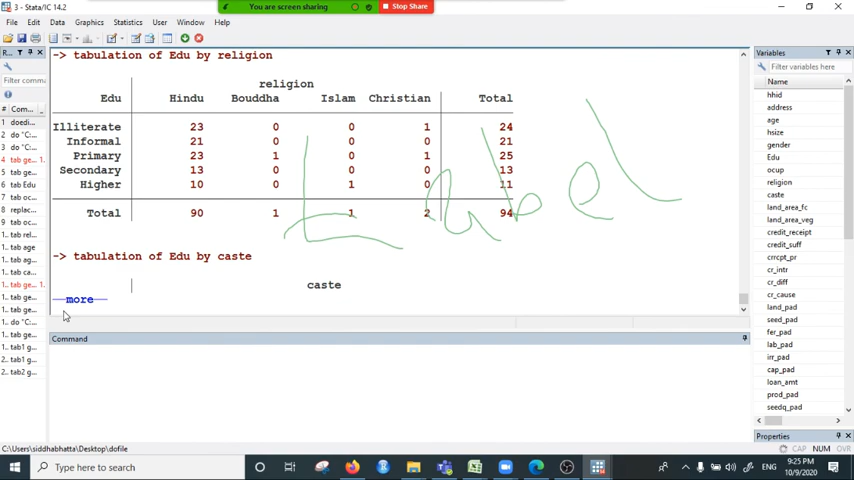 3 - Stata/IC 14.2
You are screen sharing
Stop Share
File Edit Data Graphics Statistics User Window Help
R...
Filter comma
# Com...
1 doedi...
2 do "C:...
3 do "C:...
4 tab ge... 1.
5 tab ge...
6 tab Edu
7 tab oc...
8 replac...
9 tab oc...
1.. tab rel...
1.. tab age
1.. tab ag...
1.. tab ca...
1.. tab ge... 1.
1.. tab ge...
1.. tab ge...
1.. do "C:...
1.. tab ge...
1.. tab1 g...
2.. tab1 g...
2.. tab2 g...
-> tabulation of Edu by religion
religion
Edu Hindu Bouddha Islam Christian Total
Illiterate 23 0 0 1 24
Informal 21 0 0 0 21
Primary 23 1 0 1 25
Secondary 13 0 0 0 13
Higher 10 0 1 0 11
Total 90 1 1 2 94
Label
-> tabulation of Edu by caste
caste
more
Command
Variables
Filter variables here
Name
hhid
address
age
hsize
gender
Edu
ocup
religion
caste
land_area_fc
land_area_veg
credit_receipt
credit_suff
crrcpt_pr
cr_intr
cr_diff
cr_cause
land_pad
seed_pad
fer_pad
lab_pad
irr_pad
cap_pad
loan_amt
prod_pad
seedq_pad
Properties
C:\Users\siddhabhatta\Desktop\dofile
CAP NUM OVR
Type here to search
ENG
9:25 PM
10/9/2020